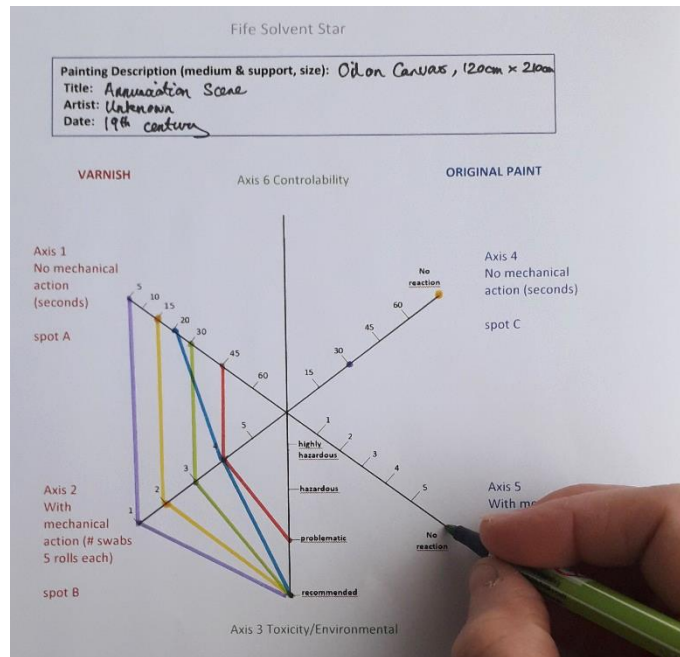 Fife Solvent Star
Painting Description (medium & support, size): Oil on Canvas, 120cm x 210cm
Title: Annunciation Scene
Artist: Unknown
Date: 19th century
VARNISH
Axis 6 Controlability
ORIGINAL PAINT
Axis 1
No mechanical
action
(seconds)
spot A
5
10
15
20
30
45
60
Axis 4
No mechanical
action (seconds)
spot C
No
reaction
60
45
30
15
5
4
3
2
1
highly
hazardous
hazardous
problematic
recommended
1
2
3
4
5
No
reaction
Axis 2
With
mechanical
action (# swabs
5 rolls each)
spot B
Axis 5
With
Axis 3 Toxicity/Environmental